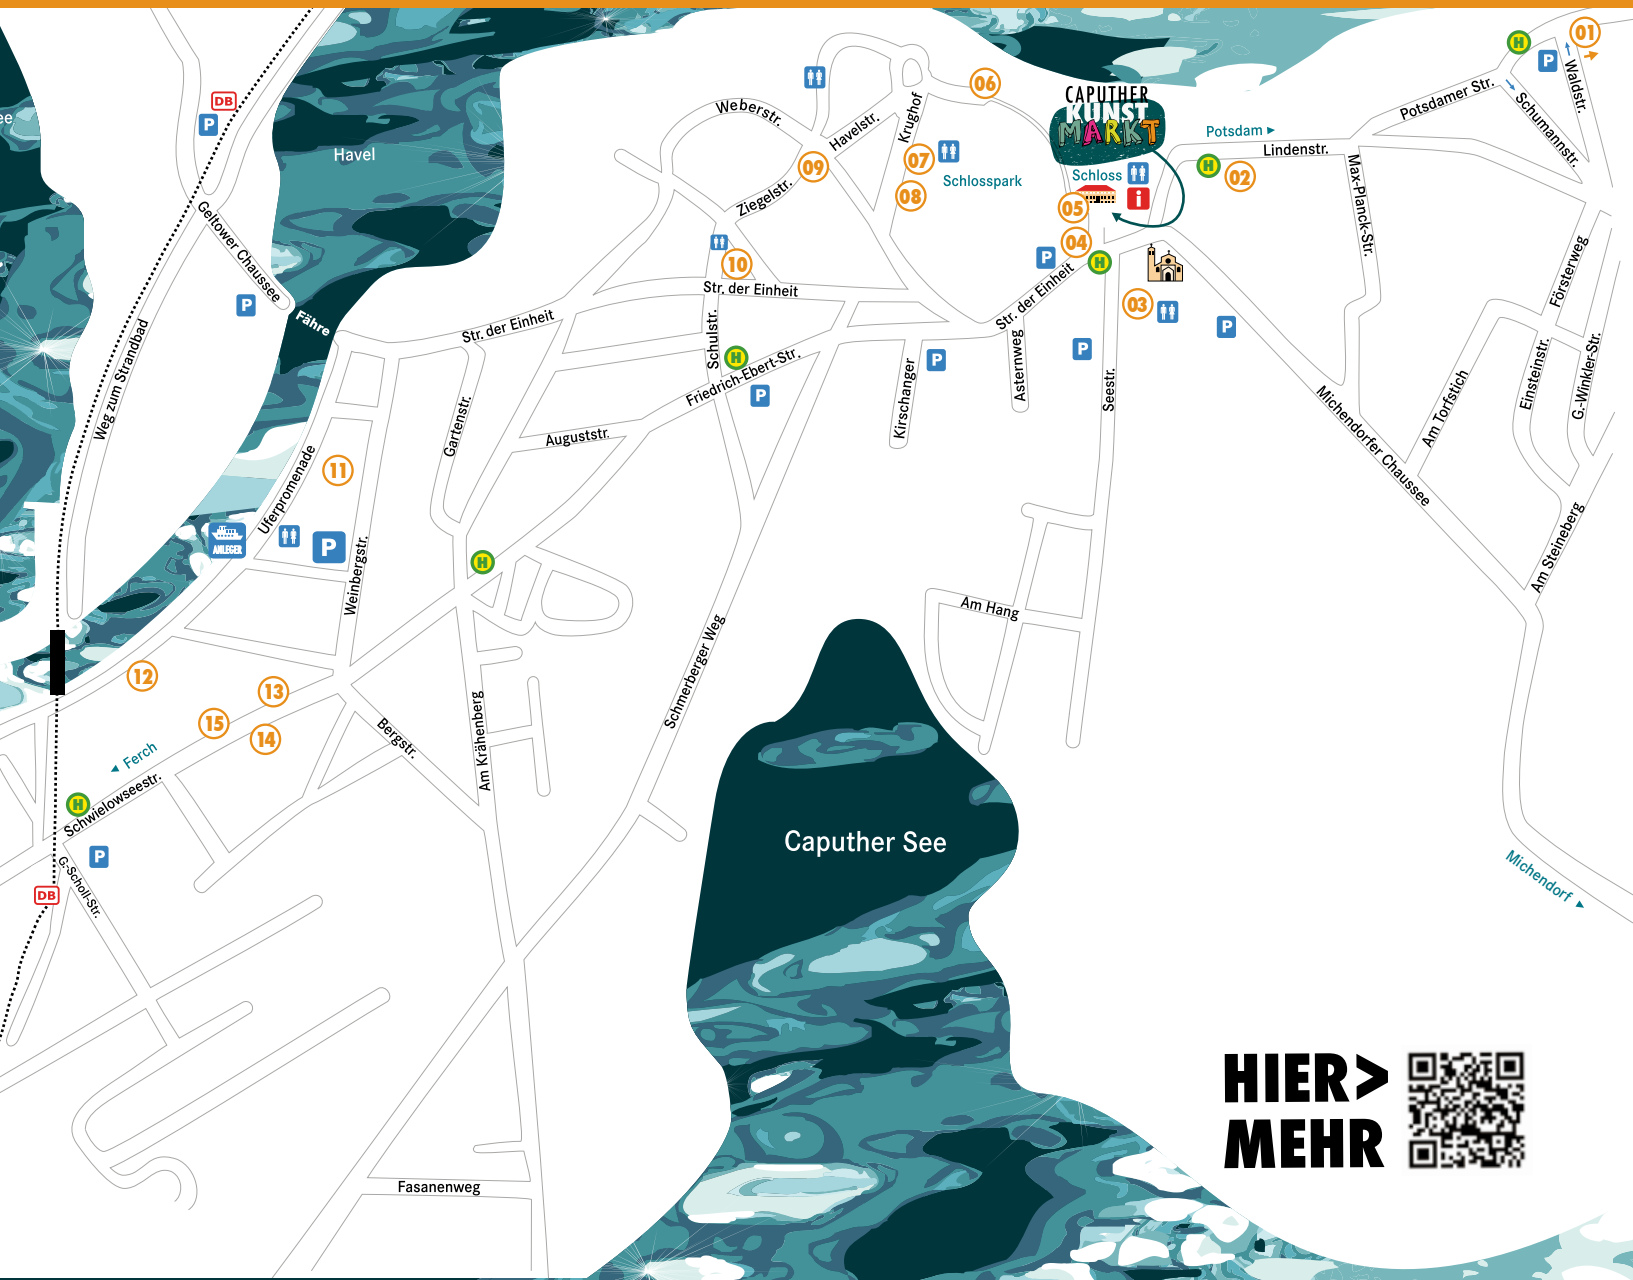 01
H
P
Waldstr.
Potsdamer Str.
Schumannstr.
DB
P
ee
Havel
Weberstr.
Havelstr.
Krughof
06
CAPUTHER
KUNST
MARKT
Potsdam
Lindenstr.
H
02
Max-Planck-Str.
09
07
08
Schlosspark
Schloss
i
05
04
Ziegelstr.
10
Str. der Einheit
Geltower Chaussee
P
Fähre
Weg zum Strandbad
Str. der Einheit
Schulstr.
H
Friedrich-Ebert-Str.
P
P
H
Str. der Einheit
Asternweg
P
Kirschanger
03
P
P
Seestr.
Försterweg
Einsteinstr.
G.-Winkler-Str.
Am Torfstich
Michendorfer Chaussee
Am Steineberg
Gartenstr.
Auguststr.
11
Uferpromenade
ANLEGER
P
Weinbergstr.
H
Am Hang
12
13
15
14
Ferch
Schwielowseestr.
H
P
DB
G.-Scholl-Str.
Bergstr.
Am Krähenberg
Schmerberger Weg
Caputher See
Michendorf
HIER>
MEHR
Fasanenweg